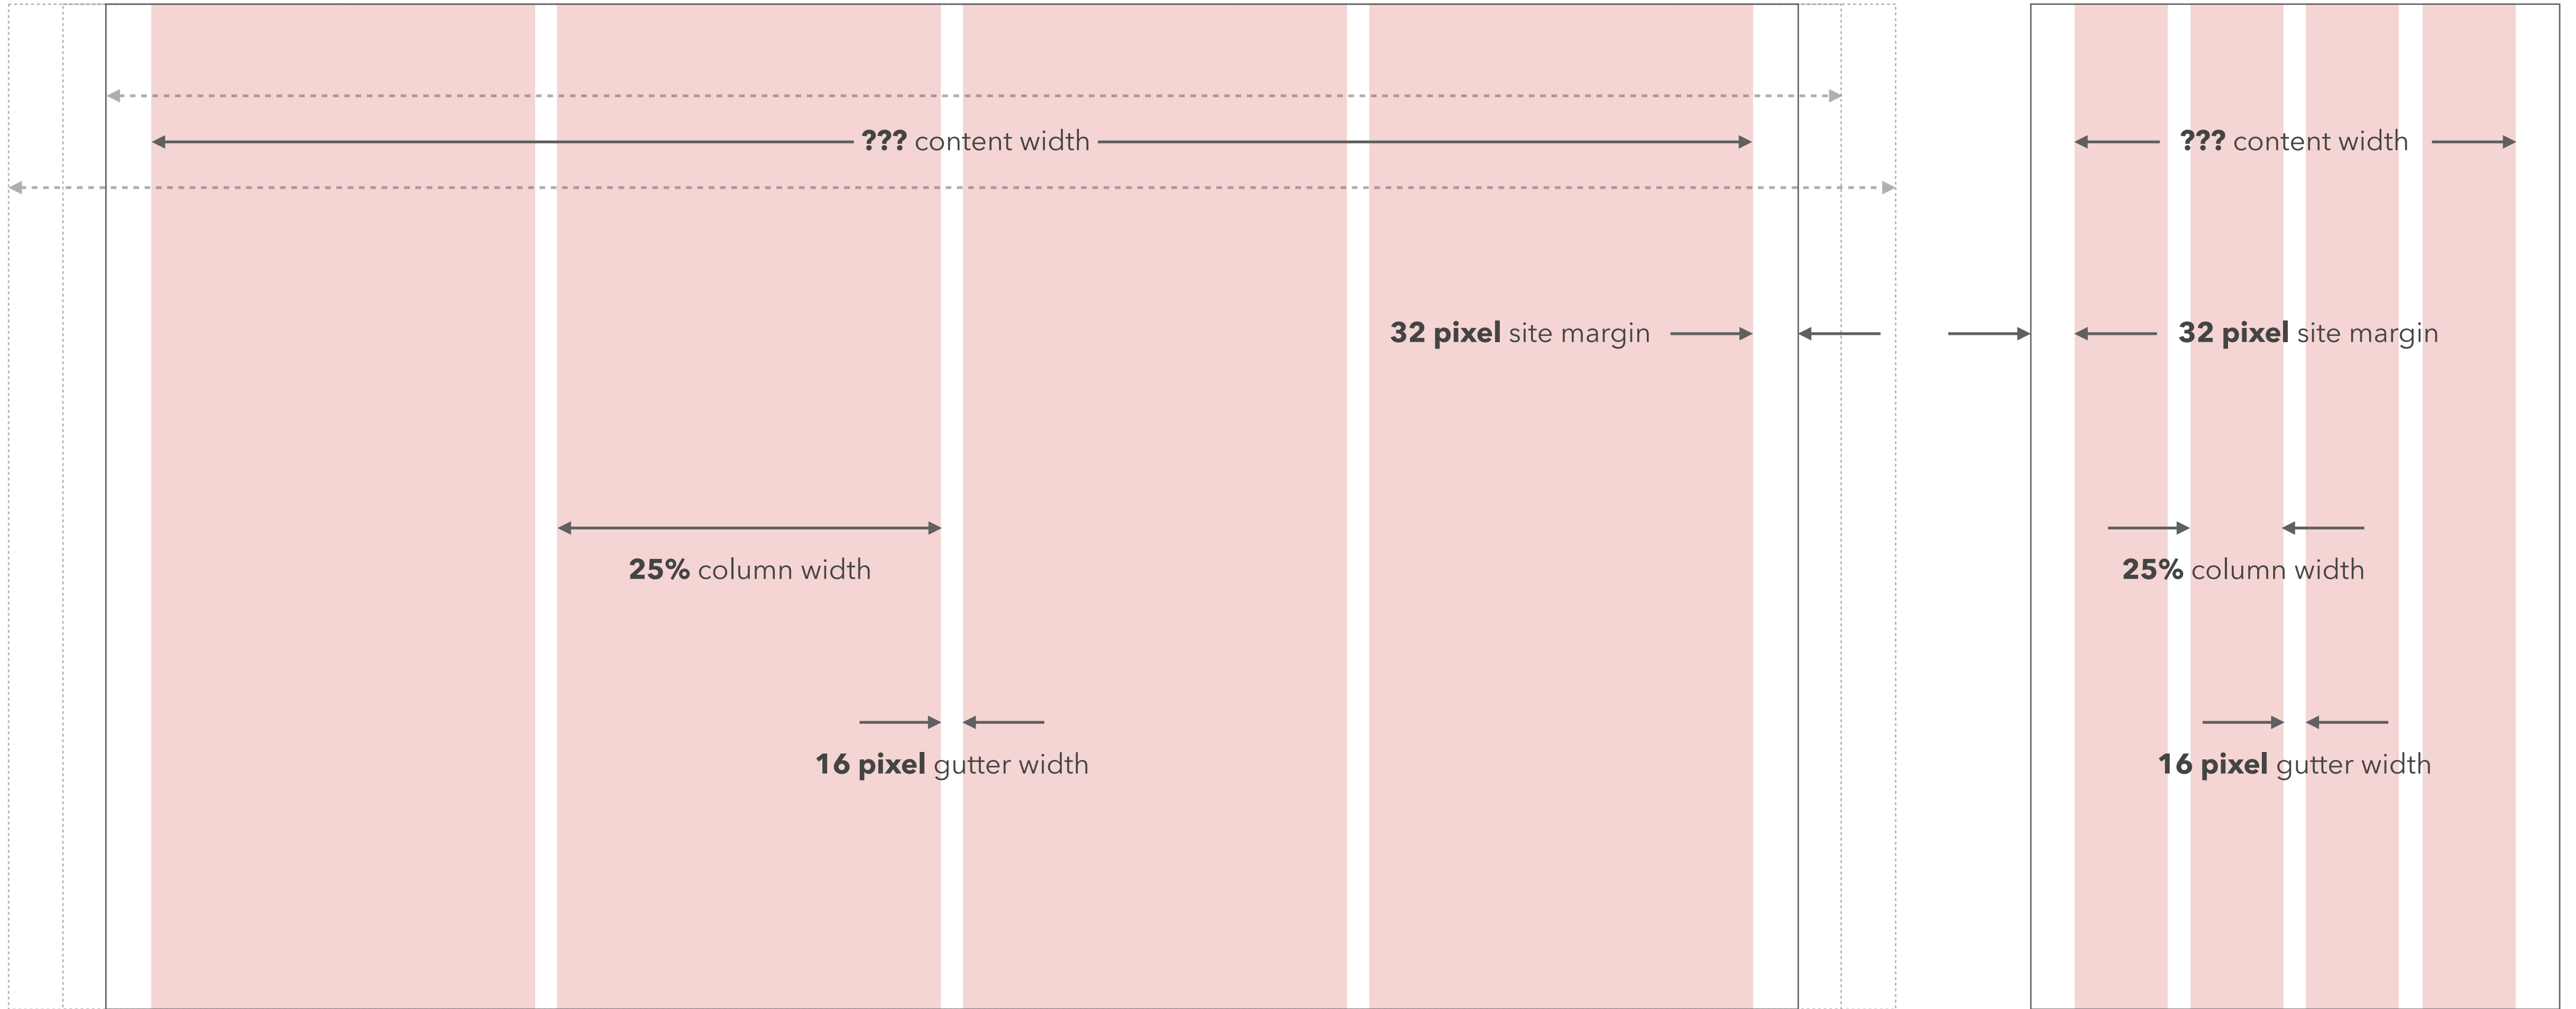 ??? content width
??? content width
32 pixel site margin
32 pixel site margin
25% column width
25% column width
16 pixel gutter width
16 pixel gutter width